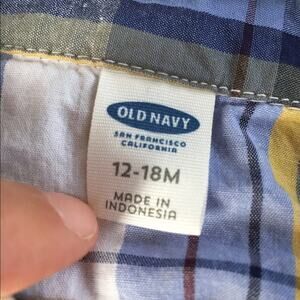 OLD NAVY
SAN FRANCISCO
CALIFORNIA
12-18M
MADE IN
INDONESIA